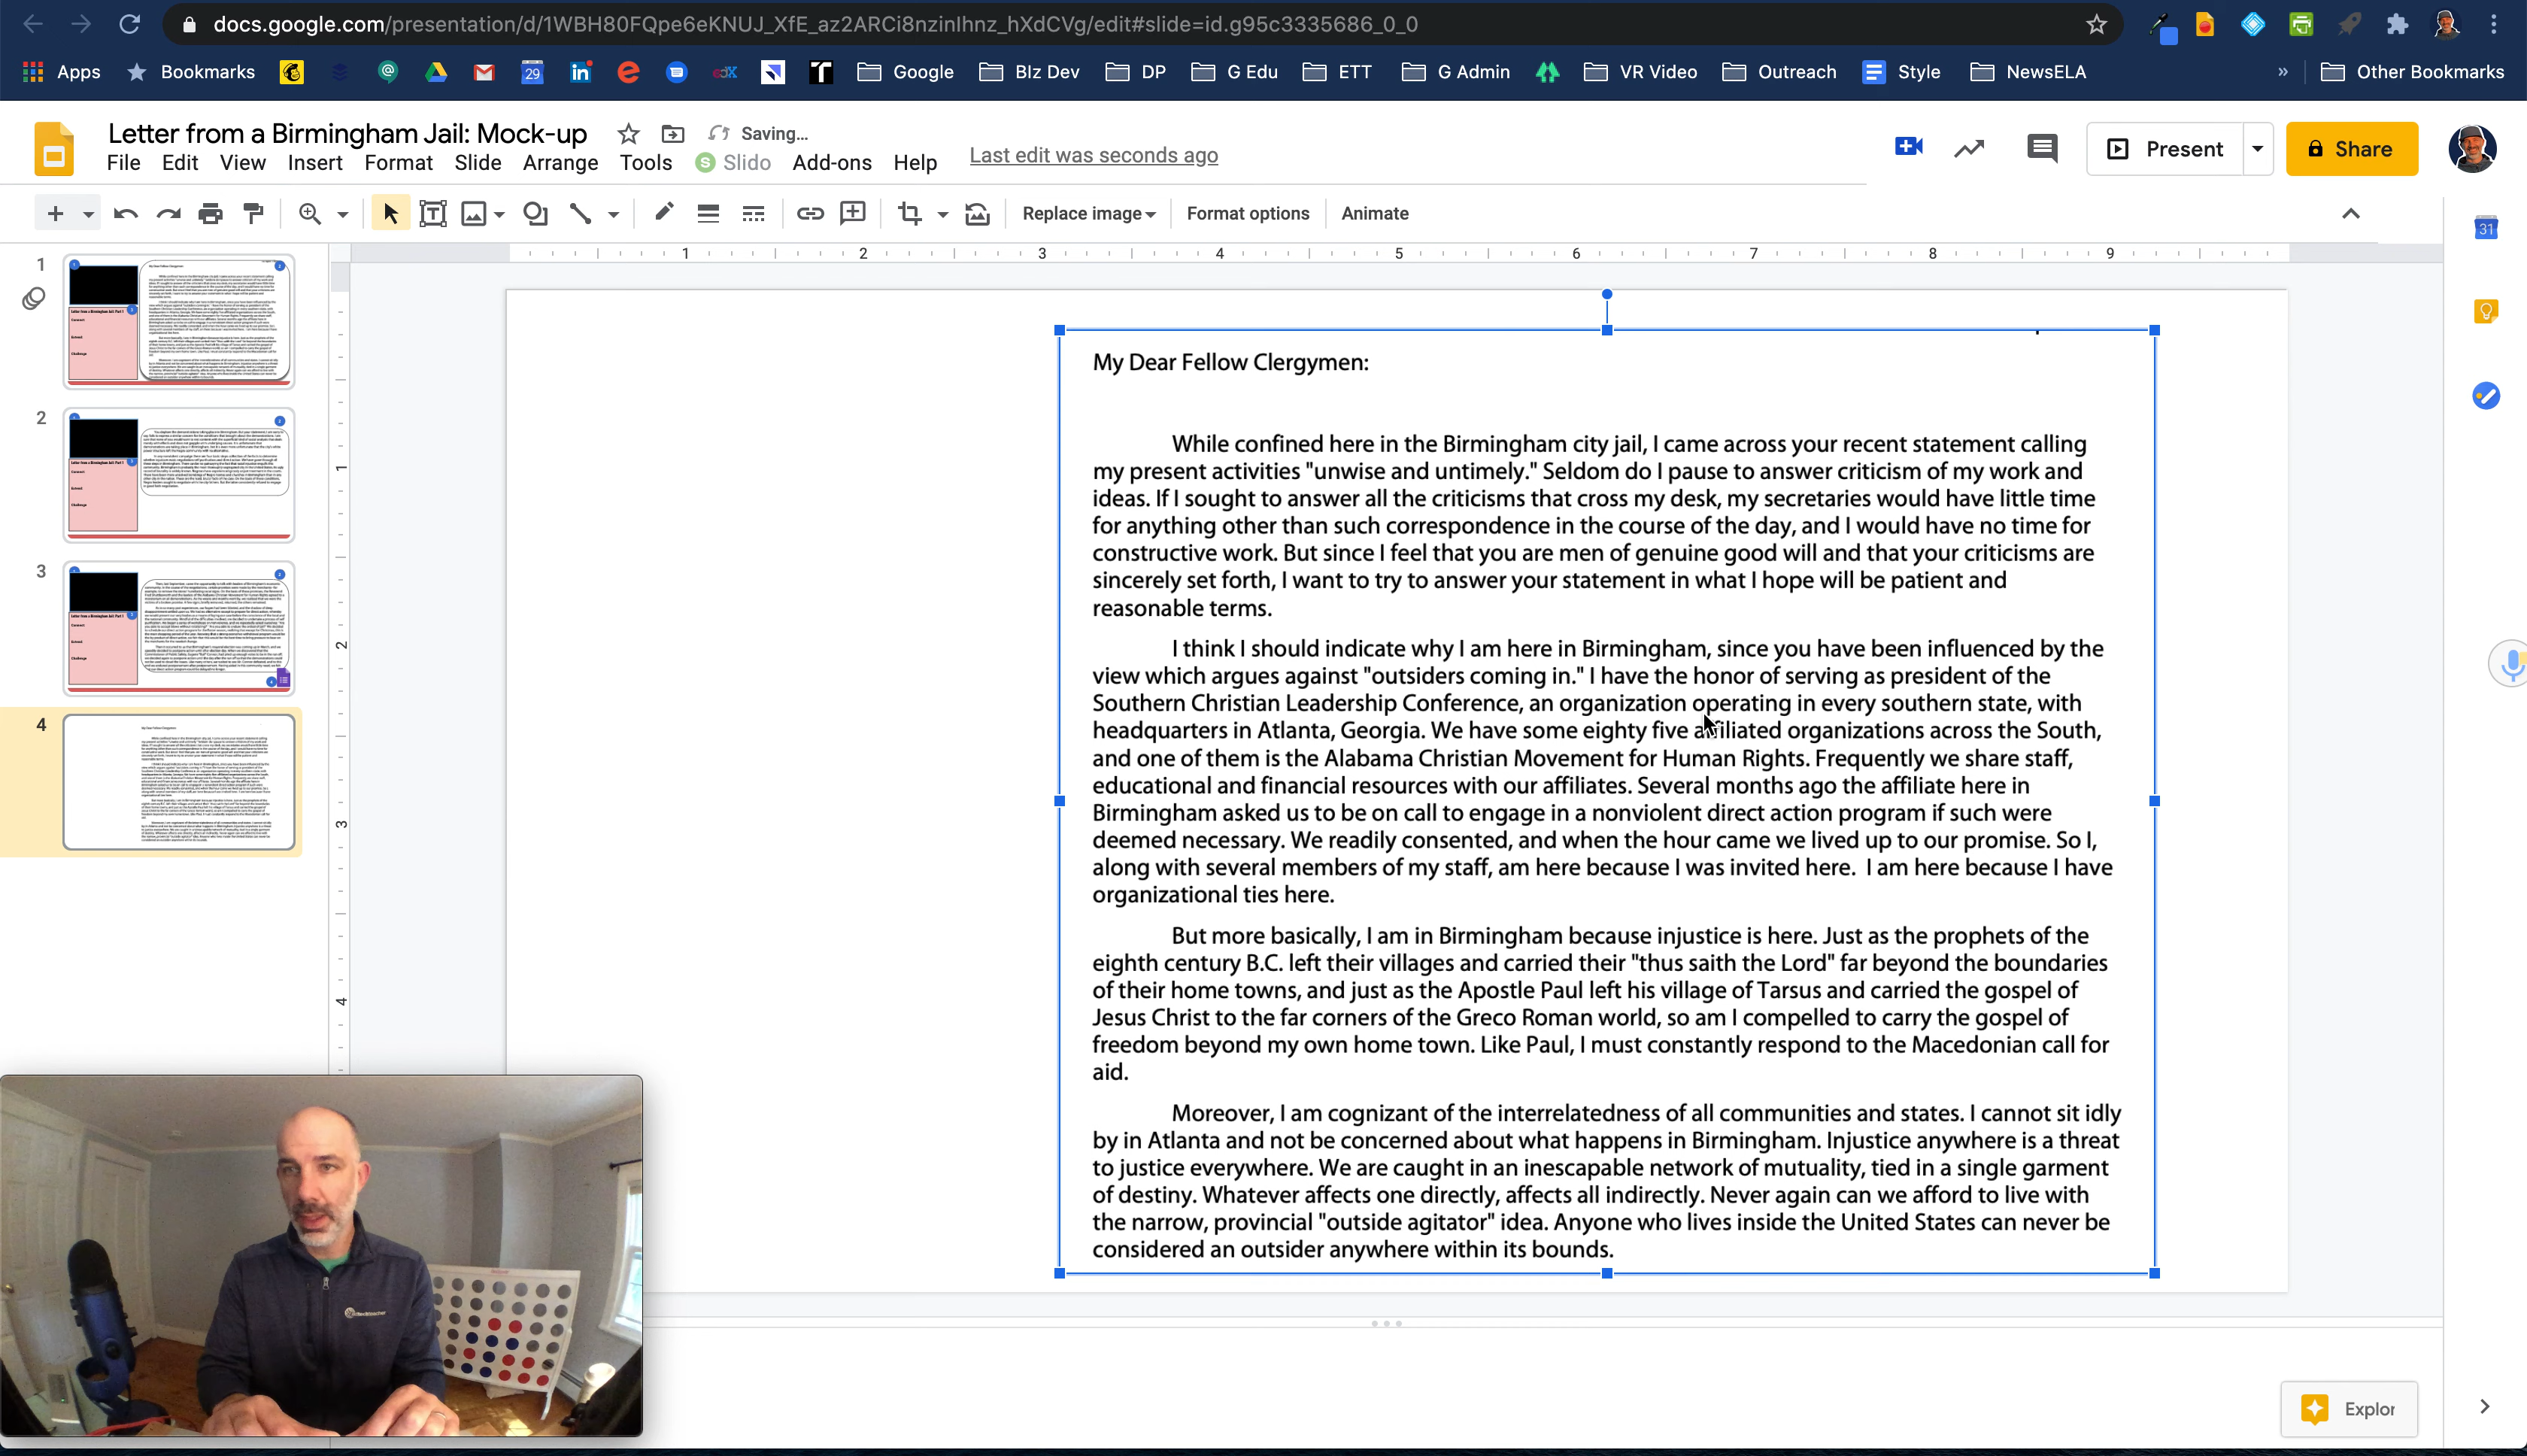 docs.google.com/presentation/d/1WBH80FQpe6eKNUJ_XfE_az2ARCi8nzinlhnz_hXdCVg/edit#slide=id.g95c3335686_0_0
Apps Bookmarks 29 Google BIz Dev DP G Edu ETT G Admin VR Video Outreach Style NewsELA » Other Bookmarks
Letter from a Birmingham Jail: Mock-up Saving...
File Edit View Insert Format Slide Arrange Tools S Slido Add-ons Help Last edit was seconds ago
Present Share
Replace image Format options Animate
31
1 2 3 4 5 6 7 8 9
1
2
3
4
1
2
3
4
My Dear Fellow Clergymen:
While confined here in the Birmingham city jail, I came across your recent statement calling
my present activities "unwise and untimely." Seldom do I pause to answer criticism of my work and
ideas. If I sought to answer all the criticisms that cross my desk, my secretaries would have little time
for anything other than such correspondence in the course of the day, and I would have no time for
constructive work. But since I feel that you are men of genuine good will and that your criticisms are
sincerely set forth, I want to try to answer your statement in what I hope will be patient and
reasonable terms.
I think I should indicate why I am here in Birmingham, since you have been influenced by the
view which argues against "outsiders coming in." I have the honor of serving as president of the
Southern Christian Leadership Conference, an organization operating in every southern state, with
headquarters in Atlanta, Georgia. We have some eighty five affiliated organizations across the South,
and one of them is the Alabama Christian Movement for Human Rights. Frequently we share staff,
educational and financial resources with our affiliates. Several months ago the affiliate here in
Birmingham asked us to be on call to engage in a nonviolent direct action program if such were
deemed necessary. We readily consented, and when the hour came we lived up to our promise. So I,
along with several members of my staff, am here because I was invited here. I am here because I have
organizational ties here.
But more basically, I am in Birmingham because injustice is here. Just as the prophets of the
eighth century B.C. left their villages and carried their "thus saith the Lord" far beyond the boundaries
of their home towns, and just as the Apostle Paul left his village of Tarsus and carried the gospel of
Jesus Christ to the far corners of the Greco Roman world, so am I compelled to carry the gospel of
freedom beyond my own home town. Like Paul, I must constantly respond to the Macedonian call for
aid.
Moreover, I am cognizant of the interrelatedness of all communities and states. I cannot sit idly
by in Atlanta and not be concerned about what happens in Birmingham. Injustice anywhere is a threat
to justice everywhere. We are caught in an inescapable network of mutuality, tied in a single garment
of destiny. Whatever affects one directly, affects all indirectly. Never again can we afford to live with
the narrow, provincial "outside agitator" idea. Anyone who lives inside the United States can never be
considered an outsider anywhere within its bounds.
Explor